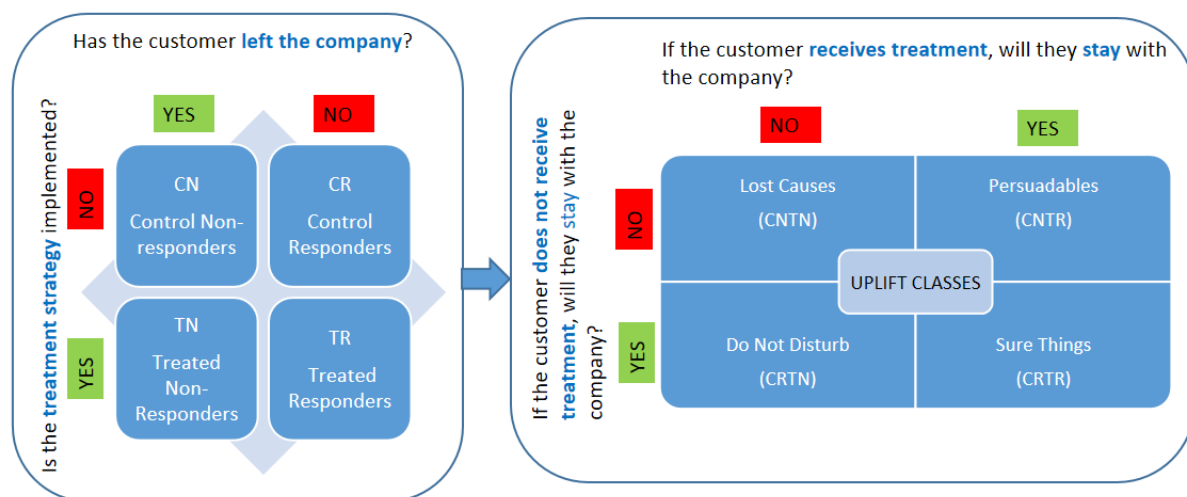 Has the customer left the company?
Is the treatment strategy implemented?
YES
NO
NO
CN
Control Non-
responders
CR
Control
Responders
YES
TN
Treated
Non-
Responders
TR
Treated
Responders
If the customer receives treatment, will they stay with
the company?
If the customer does not receive
treatment, will they stay with the
company?
NO
YES
NO
Lost Causes
(CNTN)
Persuadables
(CNTR)
UPLIFT CLASSES
YES
Do Not Disturb
(CRTN)
Sure Things
(CRTR)